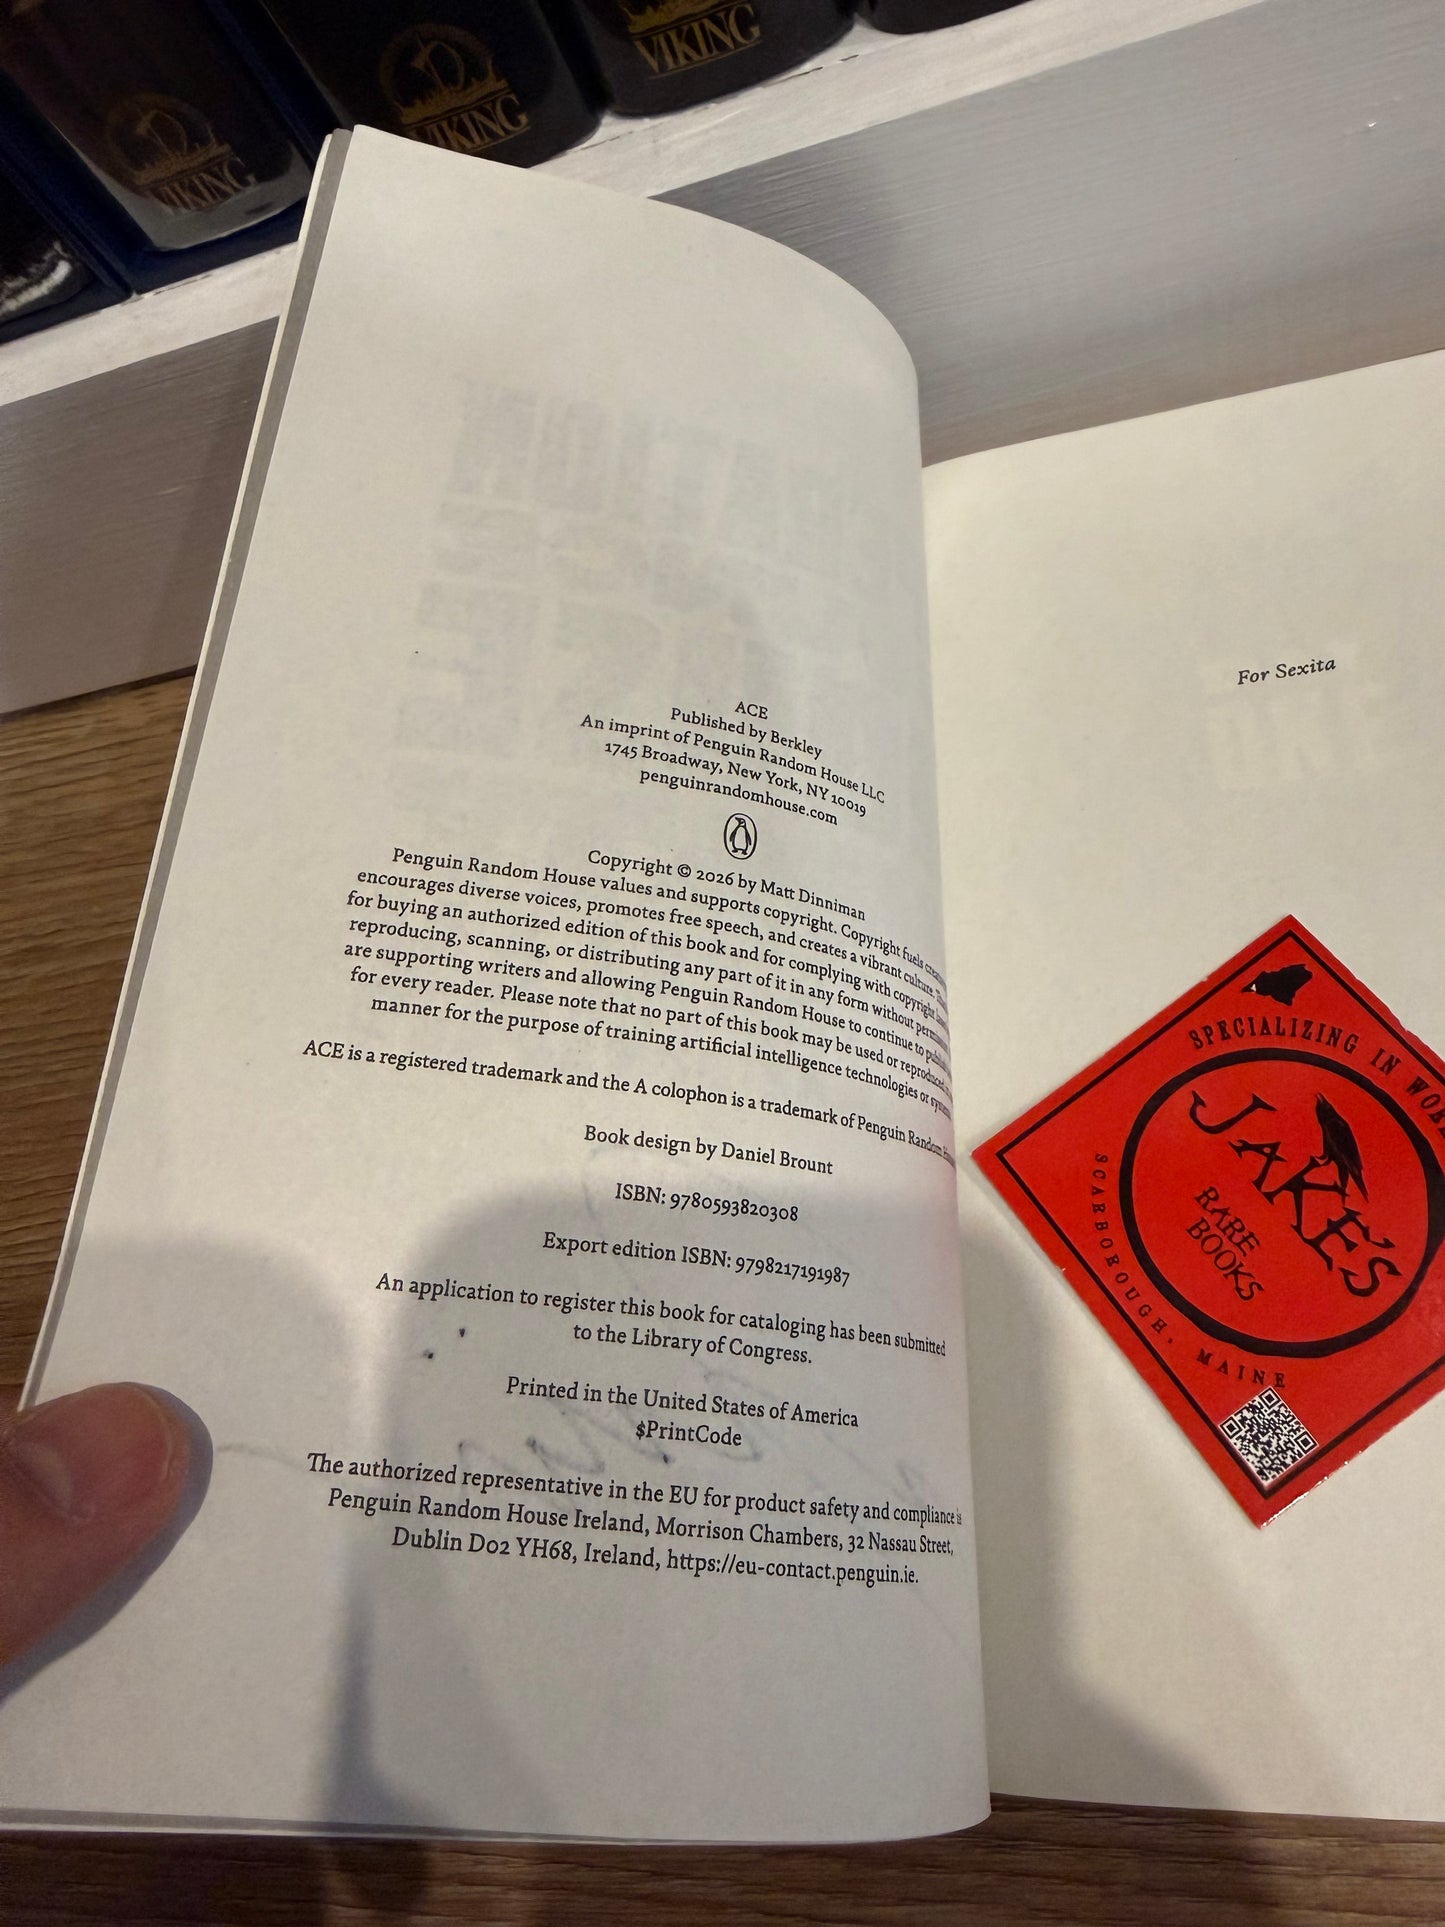 VIKING
VIKING
VIKING
ACE
Published by Berkley
An imprint of Penguin Random House LLC
1745 Broadway, New York, NY 10019
penguinrandomhouse.com
Copyright © 2026 by Matt Dinniman
Penguin Random House values and supports copyright. Copyright fuels
encourages diverse voices, promotes free speech, and creates a vibrant culture.
for buying an authorized edition of this book and for complying with copyright
reproducing, scanning, or distributing any part of it in any form without
are supporting writers and allowing Penguin Random House to continue to
for every reader. Please note that no part of this book may be used or reproduced
manner for the purpose of training artificial intelligence technologies or
ACE is a registered trademark and the A colophon is a trademark of Penguin Random
Book design by Daniel Brount
ISBN: 9780593820308
Export edition ISBN: 9798217191987
An application to register this book for cataloging has been submitted
to the Library of Congress.
Printed in the United States of America
$PrintCode
The authorized representative in the EU for product safety and compliance is
Penguin Random House Ireland, Morrison Chambers, 32 Nassau Street,
Dublin D02 YH68, Ireland, https://eu-contact.penguin.ie.
For Sexita
SPECIALIZING IN
JAKE'S
RARE
BOOKS
SCARBOROUGH, MAINE